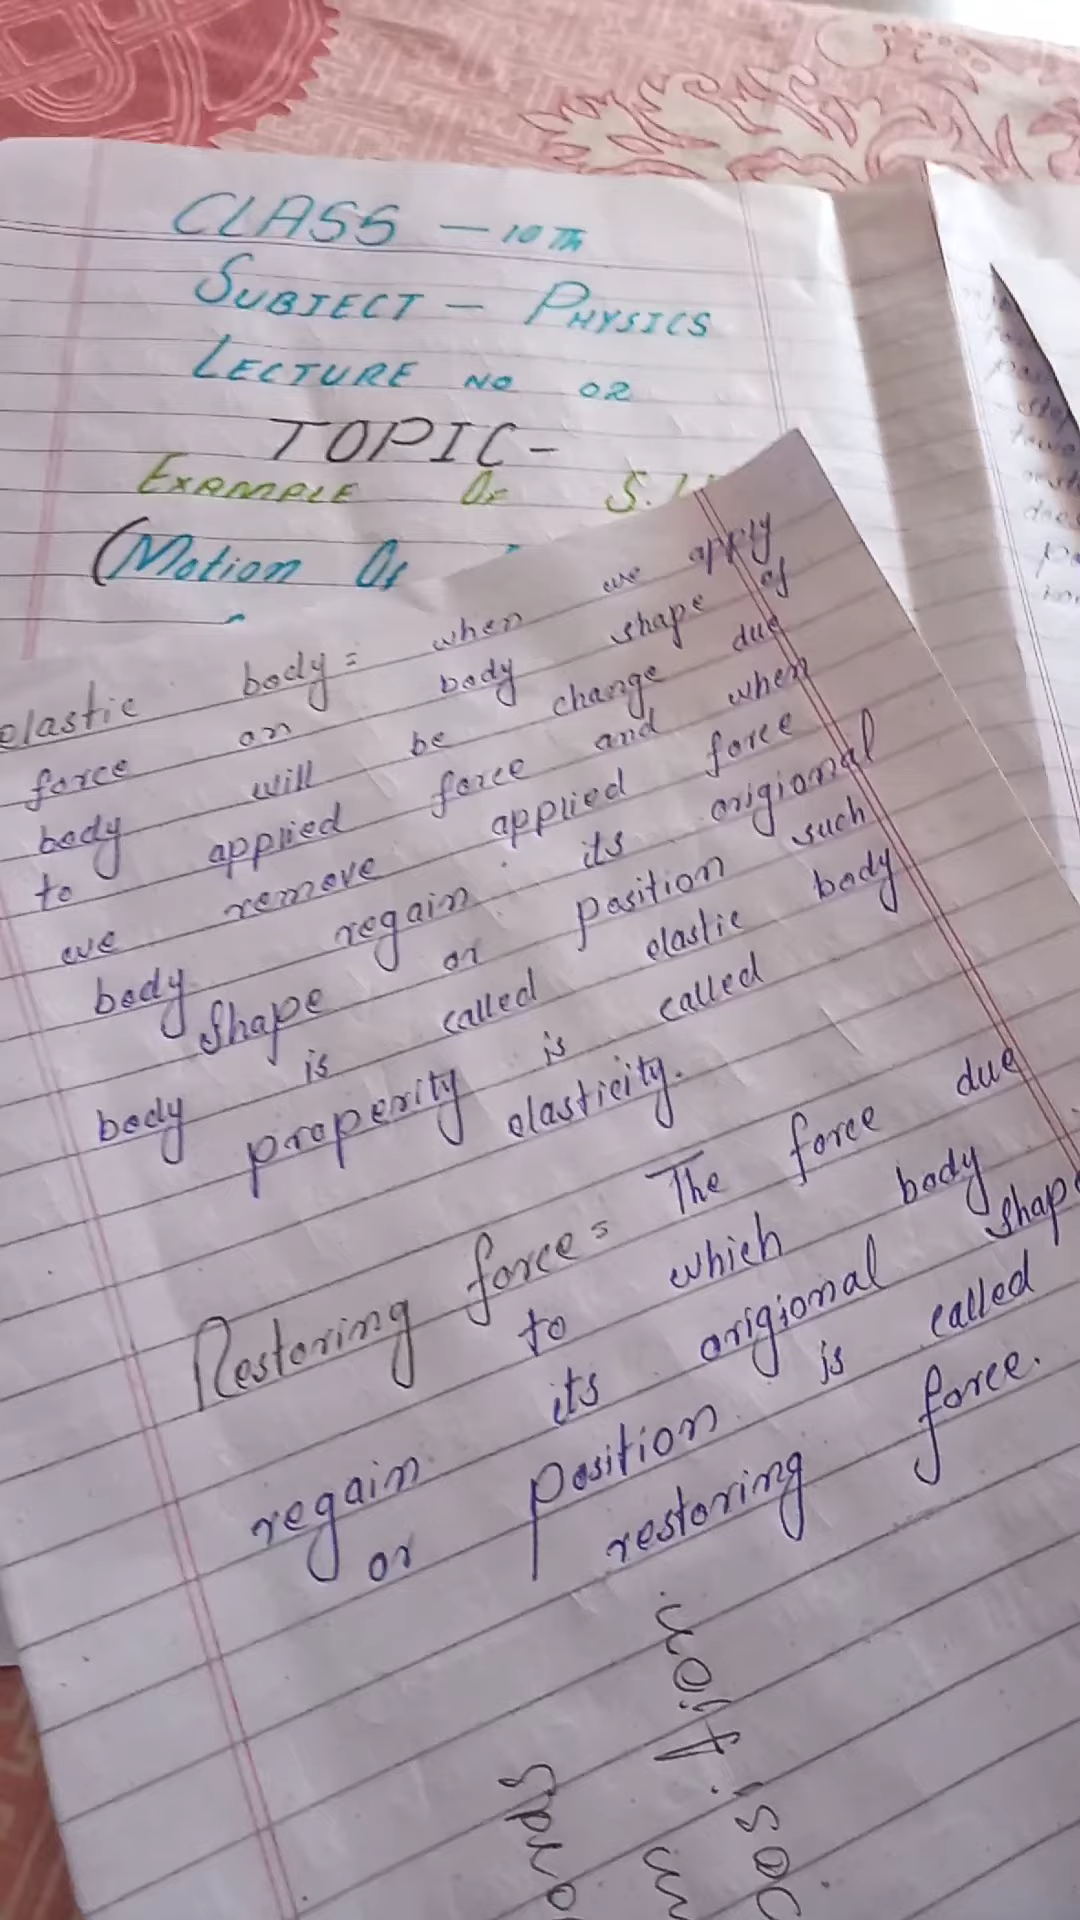 CLASS - 10Th
SUBJECT - PHYSICS
LECTURE NO 02
TOPIC-
EXAMPLE OF S.
(Motion Of
elastic body = when we apply
force on body shape of
body will be change due
to applied force and when
we remove applied force
body regain its origional
shape or position such
body is called elastic body
properity is called
elasticity.
Restoring force = The force due
to which body
regain its origional shape
or position is called
restoring force.